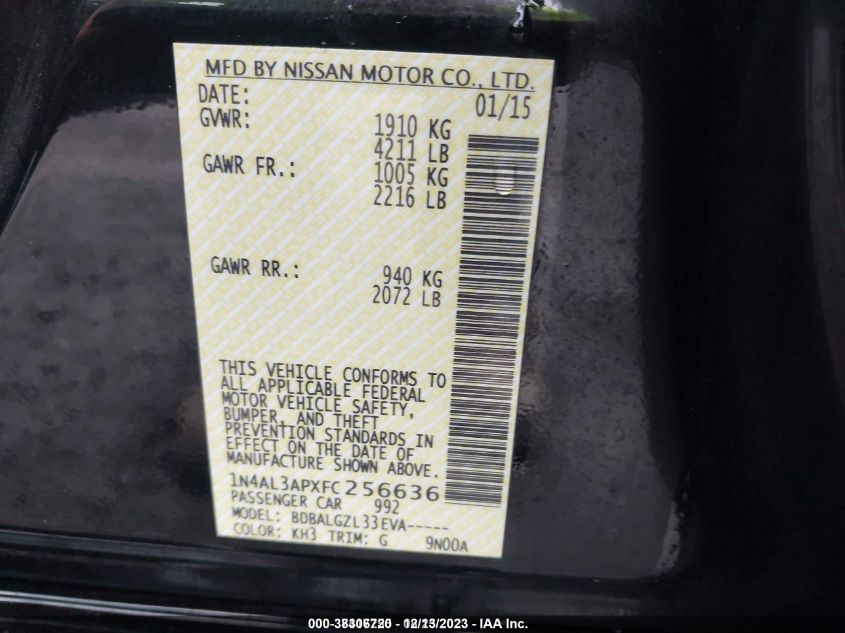 MFD BY NISSAN MOTOR CO., LTD.
DATE: 01/15
GVWR: 1910 KG
4211 LB
GAWR FR.: 1005 KG
2216 LB
GAWR RR.: 940 KG
2072 LB
THIS VEHICLE CONFORMS TO
ALL APPLICABLE FEDERAL
MOTOR VEHICLE SAFETY,
BUMPER, AND THEFT
PREVENTION STANDARDS IN
EFFECT ON THE DATE OF
MANUFACTURE SHOWN ABOVE.
1N4AL3APXFC256636
PASSENGER CAR 992
MODEL: BDBALGZL33EVA-----
COLOR: KH3 TRIM: G 9N00A
- IAA Inc.